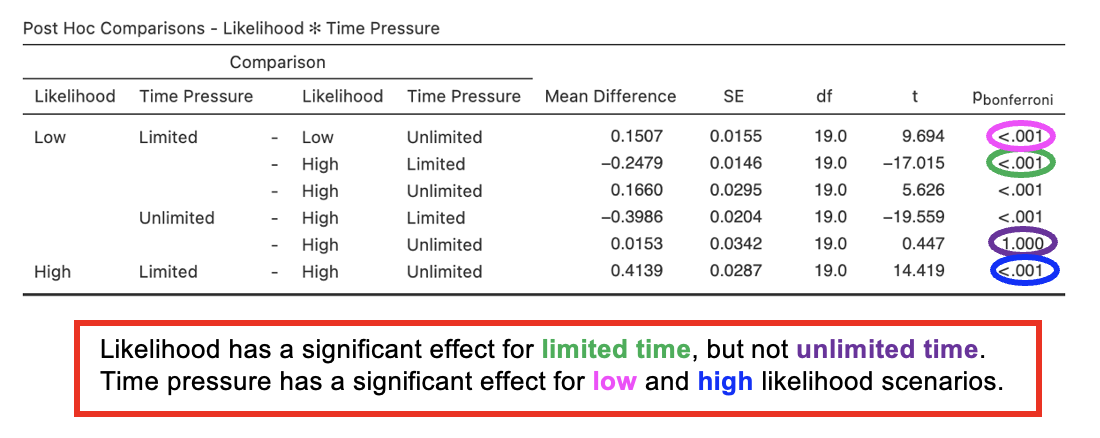 Post Hoc Comparisons - Likelihood ✻ Time Pressure
Comparison
Likelihood Time Pressure Likelihood Time Pressure Mean Difference SE df t pbonferroni
Low Limited - Low Unlimited 0.1507 0.0155 19.0 9.694 <.001
- High Limited −0.2479 0.0146 19.0 −17.015 <.001
- High Unlimited 0.1660 0.0295 19.0 5.626 <.001
Unlimited - High Limited −0.3986 0.0204 19.0 −19.559 <.001
- High Unlimited 0.0153 0.0342 19.0 0.447 1.000
High Limited - High Unlimited 0.4139 0.0287 19.0 14.419 <.001
Likelihood has a significant effect for limited time, but not unlimited time.
Time pressure has a significant effect for low and high likelihood scenarios.